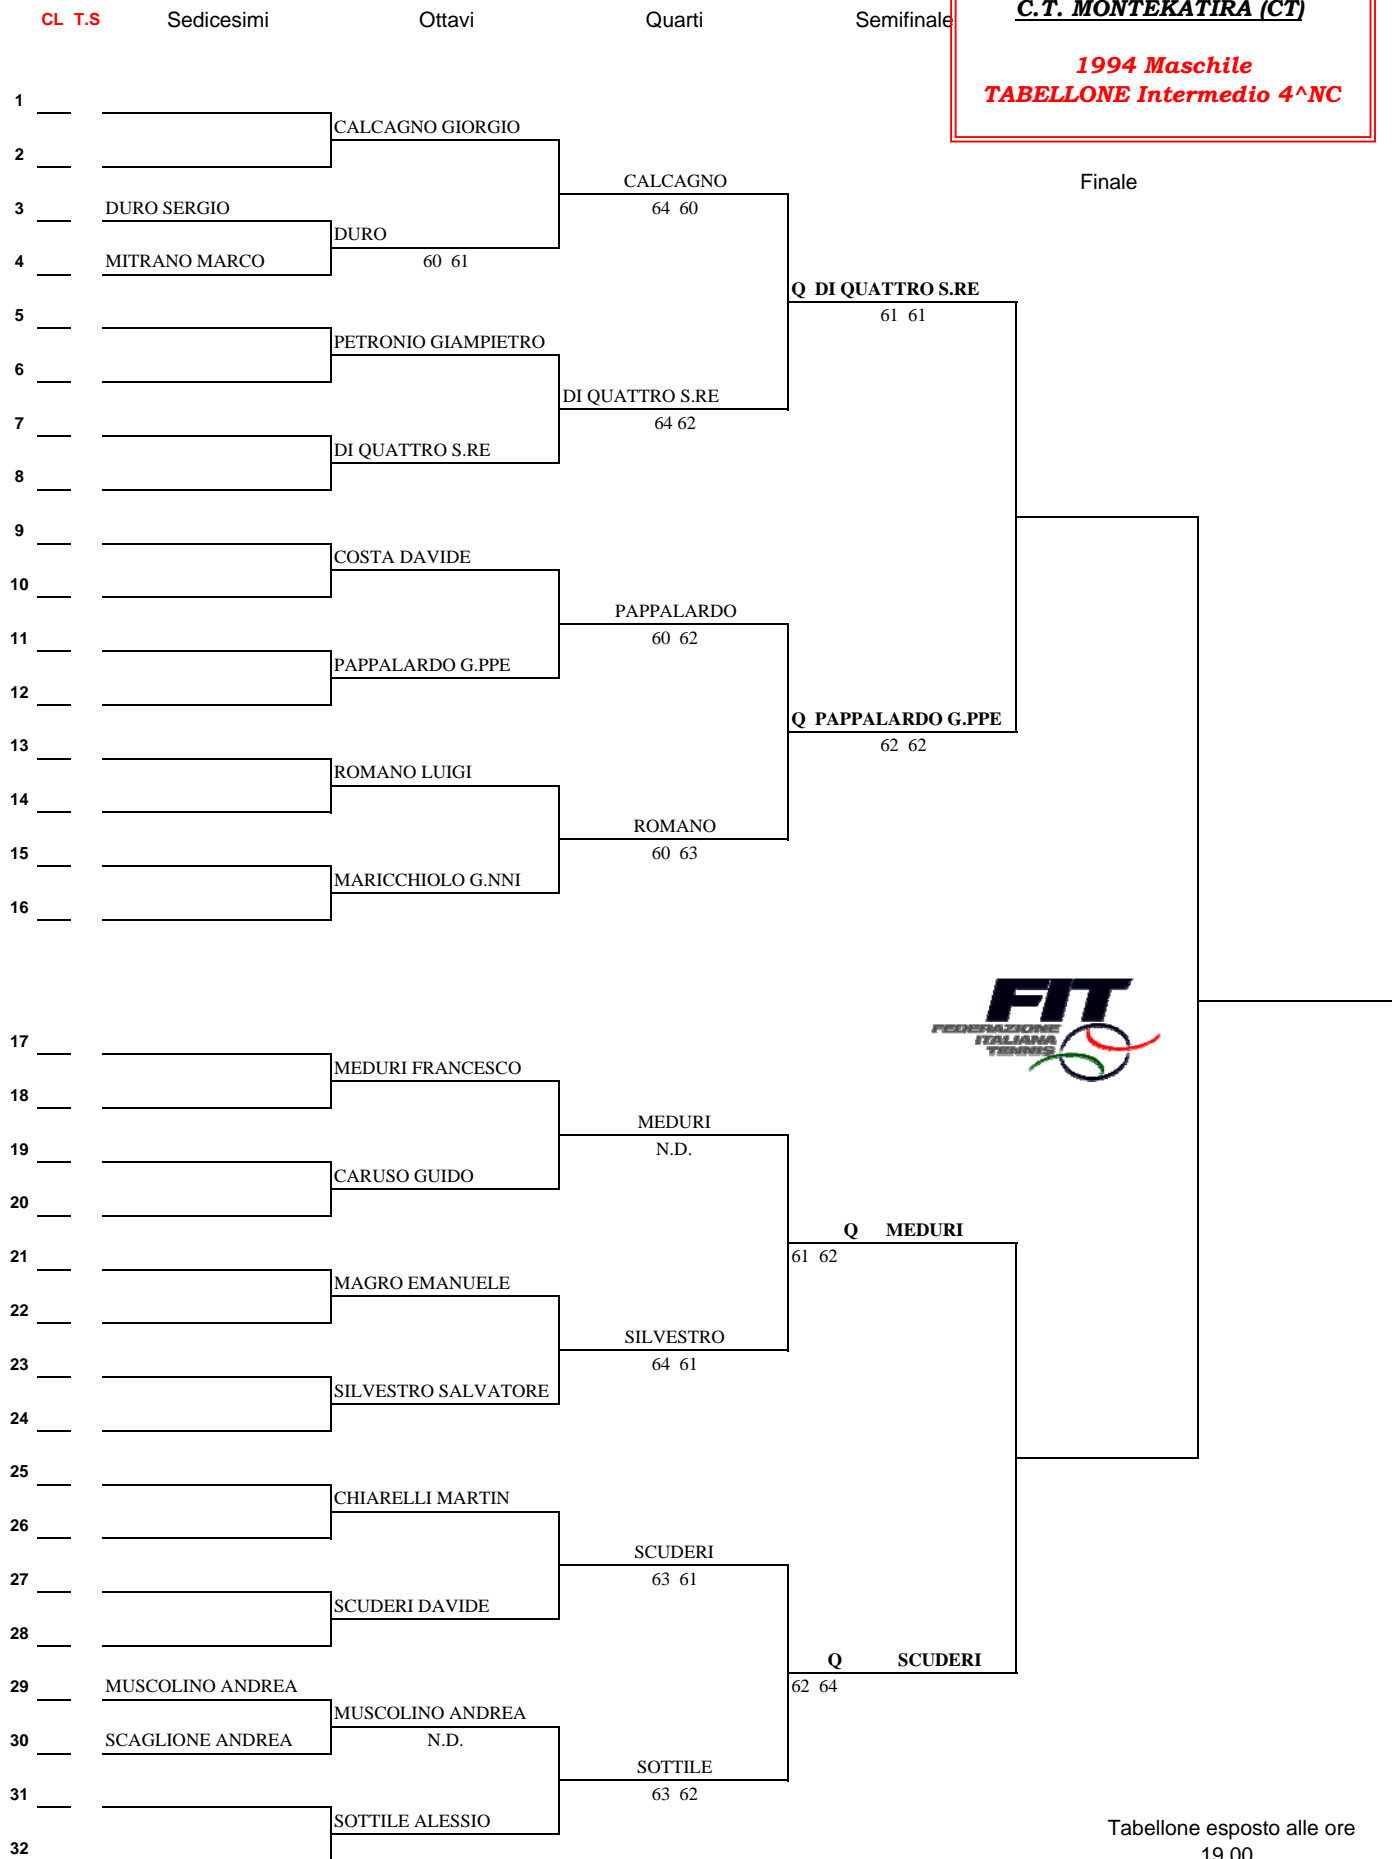 CL T.S Sedicesimi Ottavi Quarti Semifinale
C.T. MONTEKATIRA (CT)
1994 Maschile
TABELLONE Intermedio 4^NC
Finale
1
CALCAGNO GIORGIO
2
CALCAGNO
3 DURO SERGIO 64 60
DURO
4 MITRANO MARCO 60 61
Q DI QUATTRO S.RE
5 61 61
PETRONIO GIAMPIETRO
6
DI QUATTRO S.RE
7 64 62
DI QUATTRO S.RE
8
9
COSTA DAVIDE
10
PAPPALARDO
11 60 62
PAPPALARDO G.PPE
12
Q PAPPALARDO G.PPE
13 62 62
ROMANO LUIGI
14
ROMANO
15 60 63
MARICCHIOLO G.NNI
16
FIT
FEDERAZIONE
ITALIANA
TENNIS
17
MEDURI FRANCESCO
18
MEDURI
19 N.D.
CARUSO GUIDO
20
Q MEDURI
21 61 62
MAGRO EMANUELE
22
SILVESTRO
23 64 61
SILVESTRO SALVATORE
24
25
CHIARELLI MARTIN
26
SCUDERI
27 63 61
SCUDERI DAVIDE
28
Q SCUDERI
29 MUSCOLINO ANDREA 62 64
MUSCOLINO ANDREA
30 SCAGLIONE ANDREA N.D.
SOTTILE
31 63 62
SOTTILE ALESSIO
Tabellone esposto alle ore
32
19.00